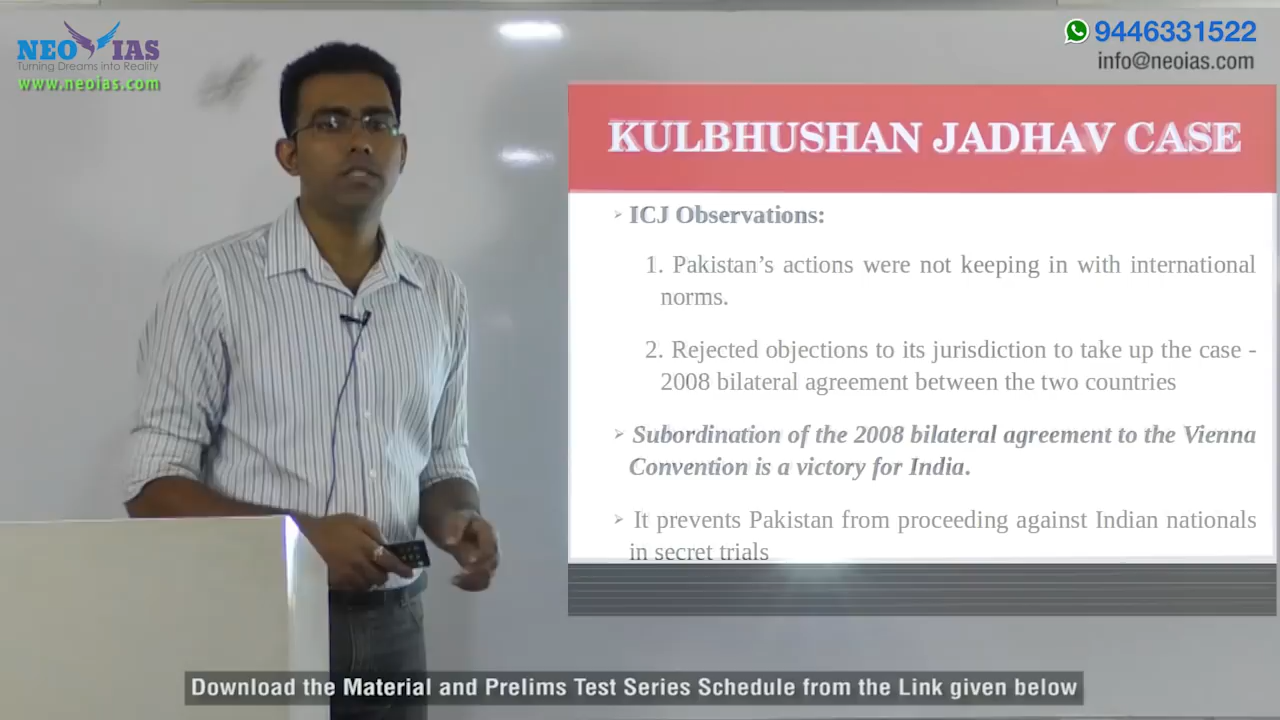 NEO IAS
Turning Dreams into Reality
www.neoias.com
9446331522
info@neoias.com
KULBHUSHAN JADHAV CASE
ICJ Observations:
1. Pakistan’s actions were not keeping in with international
norms.
2. Rejected objections to its jurisdiction to take up the case -
2008 bilateral agreement between the two countries
Subordination of the 2008 bilateral agreement to the Vienna
Convention is a victory for India.
It prevents Pakistan from proceeding against Indian nationals
in secret trials
Download the Material and Prelims Test Series Schedule from the Link given below